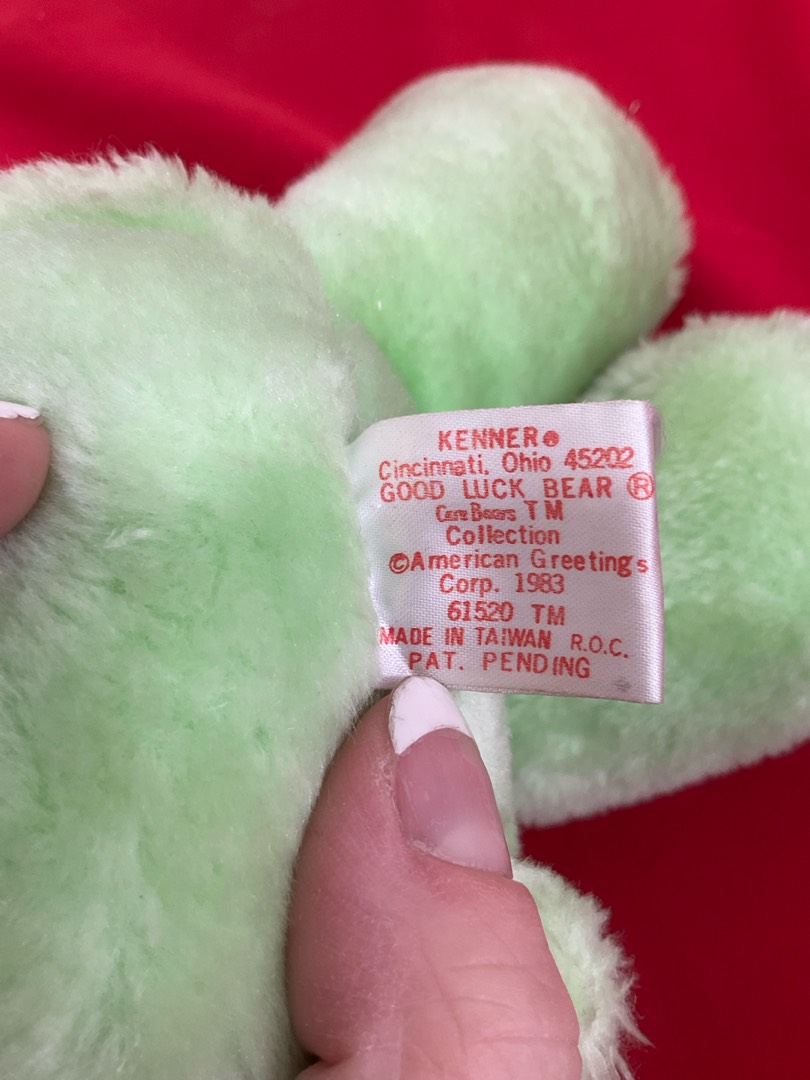 KENNER®
Cincinnati, Ohio 45202
GOOD LUCK BEAR ®
Care Bears TM
Collection
©American Greetings
Corp. 1983
61520 TM
MADE IN TAIWAN R.O.C.
PAT. PENDING